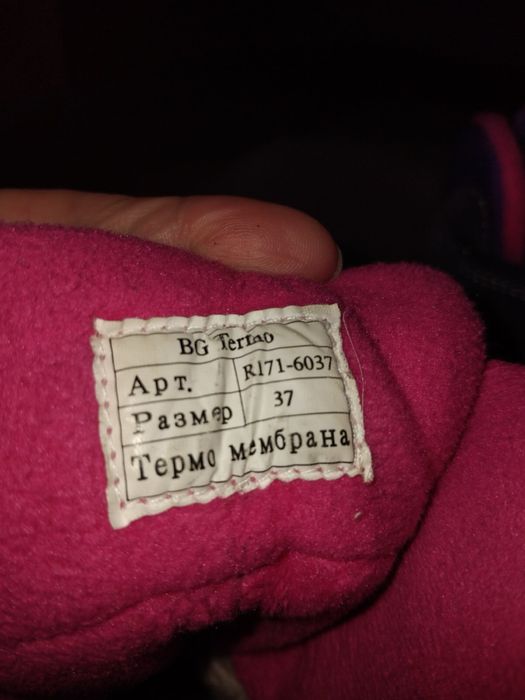 BG Termo
Арт. R171-6037
Размер 37
Термо мембрана